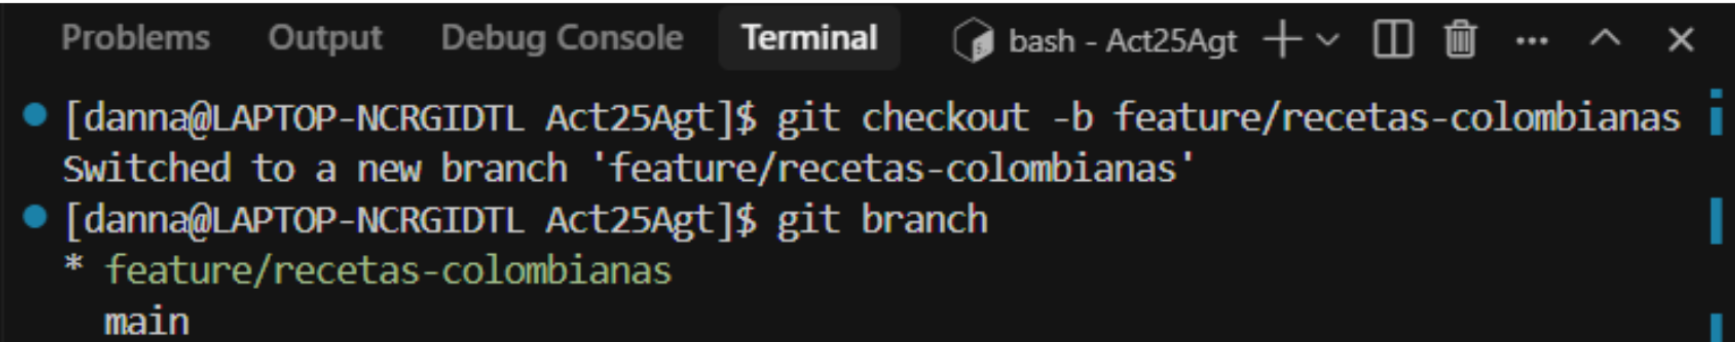 Problems Output Debug Console Terminal bash - Act25Agt
[danna@LAPTOP-NCRGIDTL Act25Agt]$ git checkout -b feature/recetas-colombianas
Switched to a new branch 'feature/recetas-colombianas'
[danna@LAPTOP-NCRGIDTL Act25Agt]$ git branch
* feature/recetas-colombianas
  main